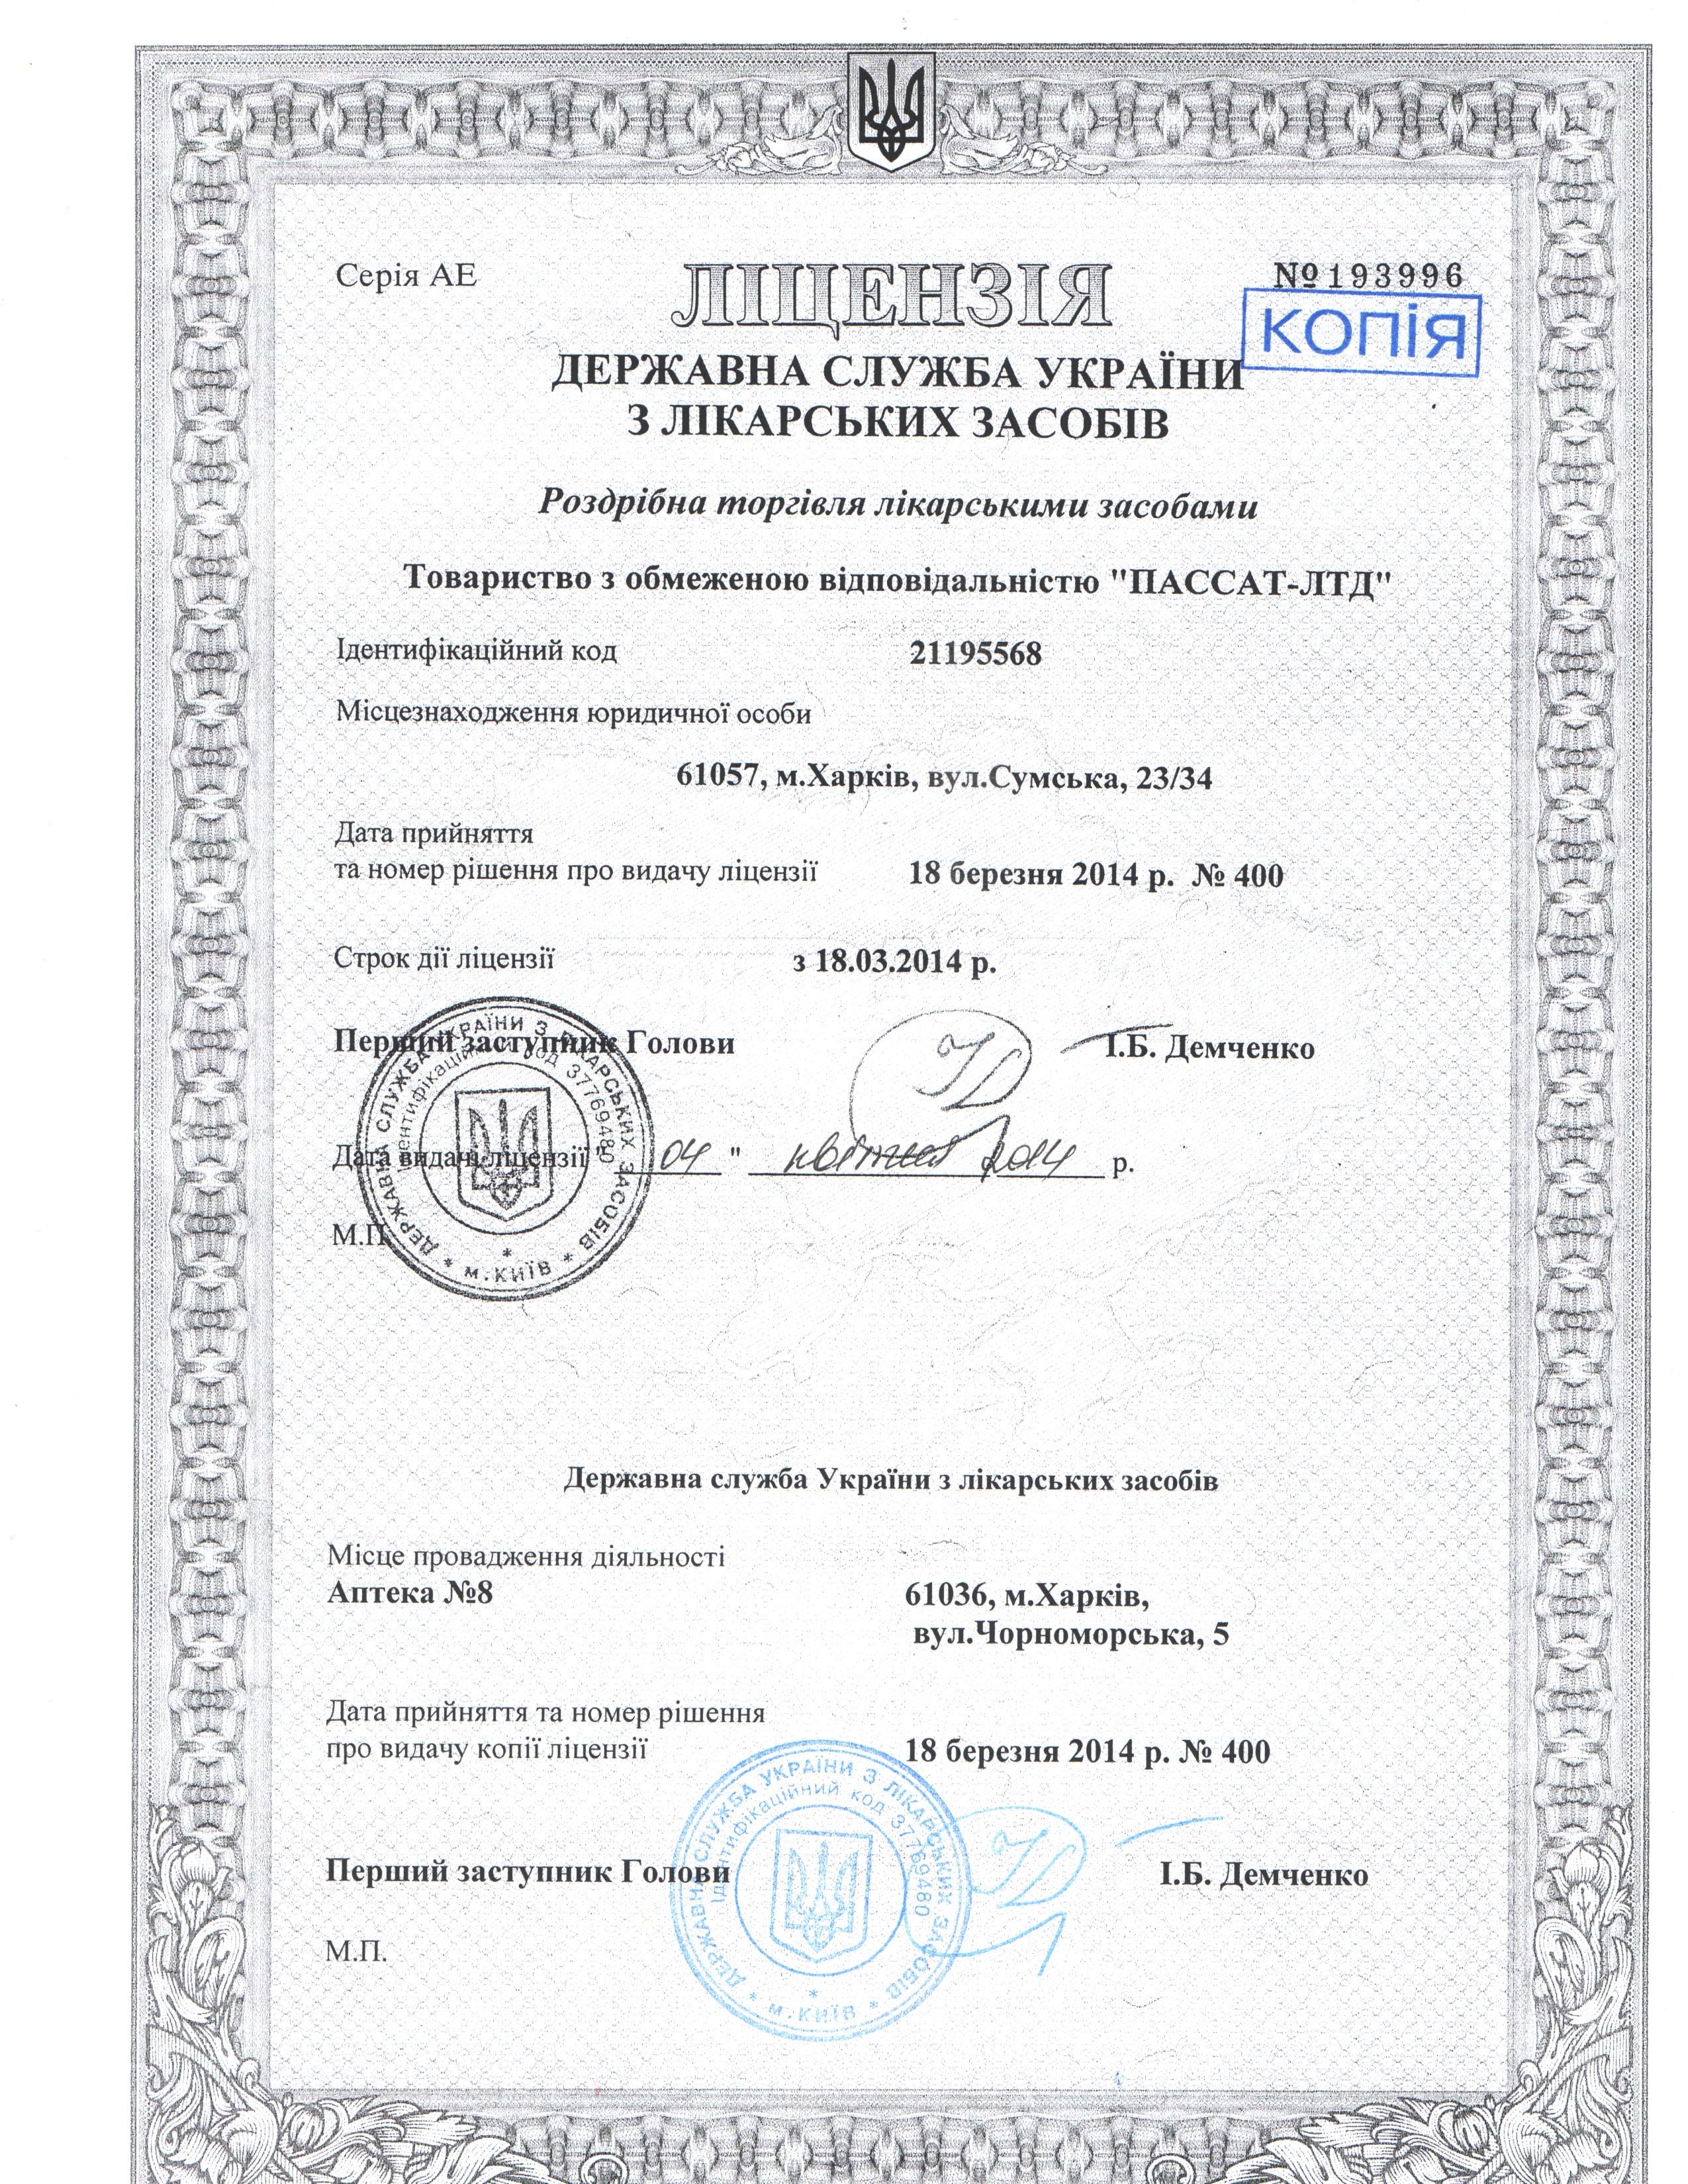 Серія АЕ
ЛІЦЕНЗІЯ
№193996
КОПІЯ
ДЕРЖАВНА СЛУЖБА УКРАЇНИ
З ЛІКАРСЬКИХ ЗАСОБІВ
Роздрібна торгівля лікарськими засобами
Товариство з обмеженою відповідальністю "ПАССАТ-ЛТД"
Ідентифікаційний код 21195568
Місцезнаходження юридичної особи
61057, м.Харків, вул.Сумська, 23/34
Дата прийняття
та номер рішення про видачу ліцензії 18 березня 2014 р. № 400
Строк дії ліцензії з 18.03.2014 р.
Перший заступник Голови І.Б. Демченко
Дата видачі ліцензії "04" квітня 2014 р.
М.П.
ДЕРЖАВНА СЛУЖБА УКРАЇНИ З ЛІКАРСЬКИХ ЗАСОБІВ * м.КИЇВ *
Ідентифікаційний код 37769480
Державна служба України з лікарських засобів
Місце провадження діяльності
Аптека №8 61036, м.Харків,
вул.Чорноморська, 5
Дата прийняття та номер рішення
про видачу копії ліцензії 18 березня 2014 р. № 400
Перший заступник Голови І.Б. Демченко
М.П.
ДЕРЖАВНА СЛУЖБА УКРАЇНИ З ЛІКАРСЬКИХ ЗАСОБІВ * м.КИЇВ *
Ідентифікаційний код 37769480